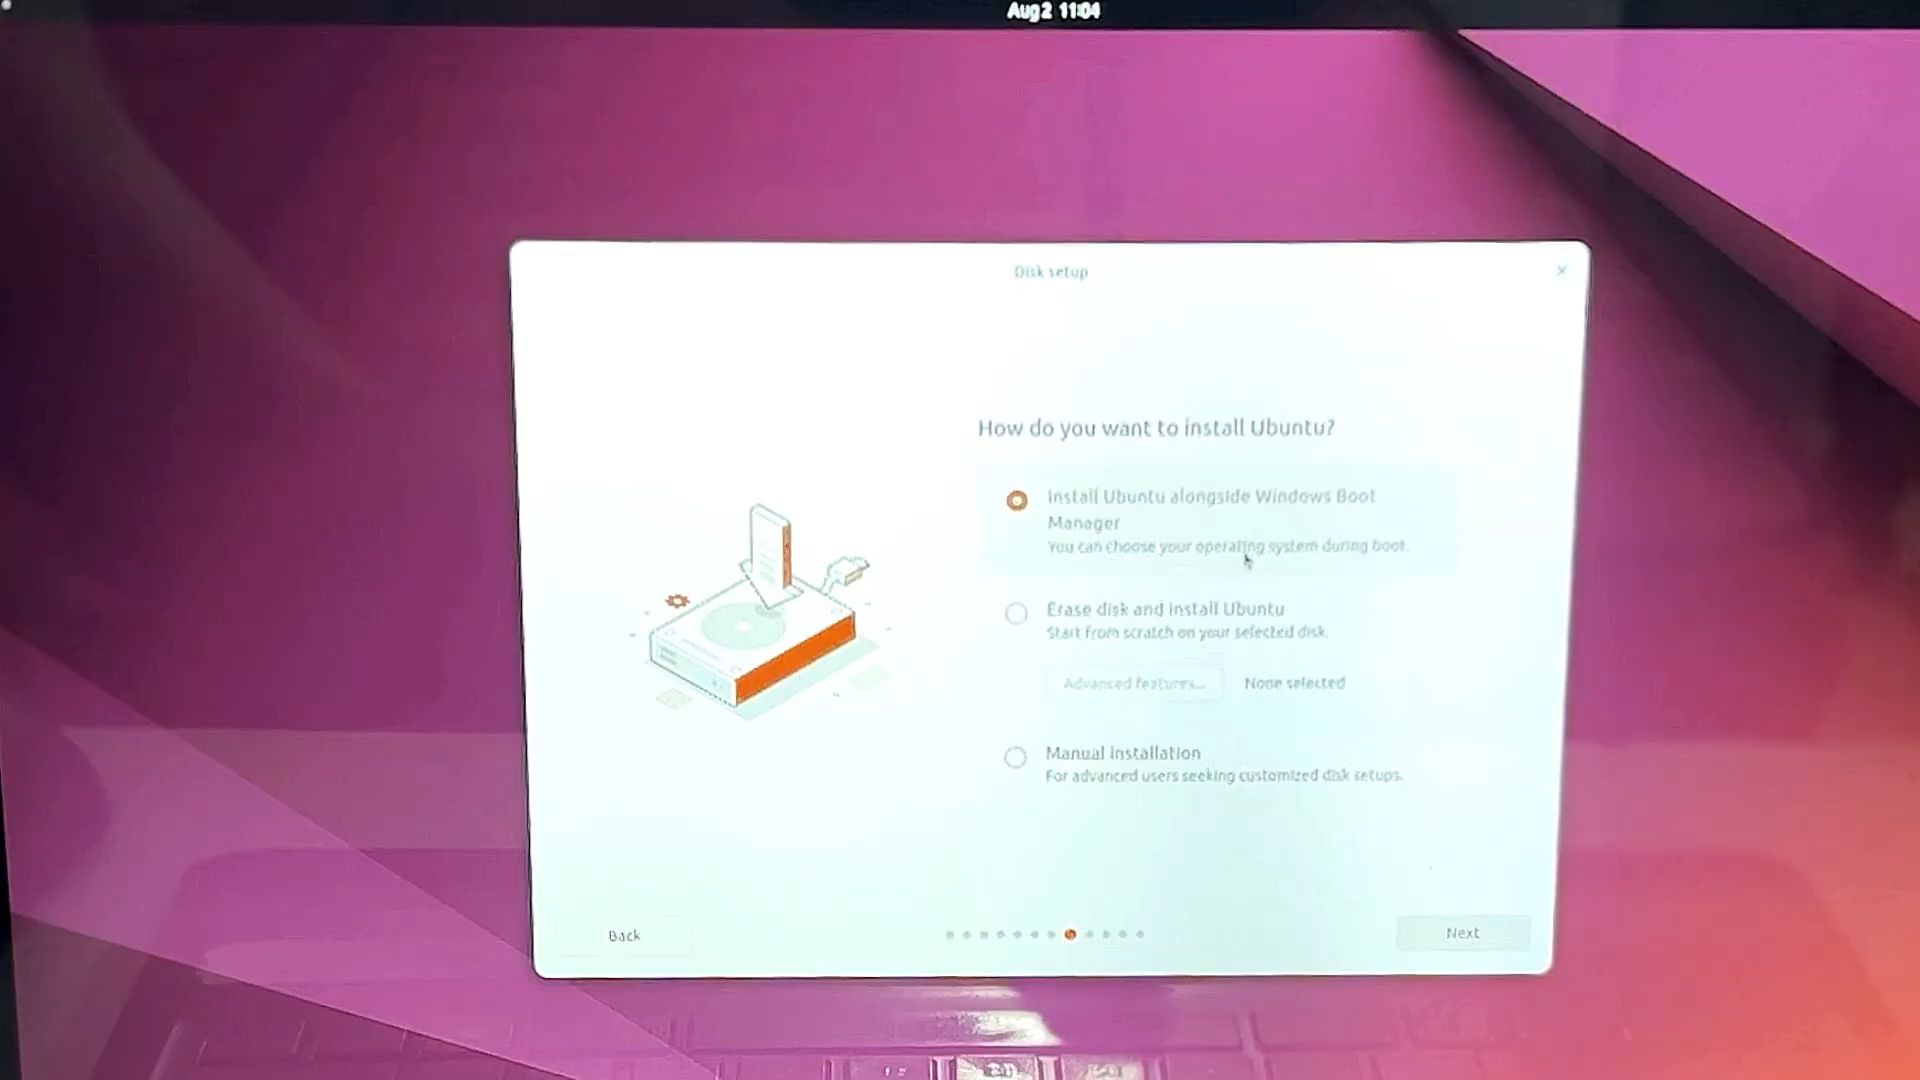 Aug 2 11:04
Disk setup
How do you want to install Ubuntu?
Install Ubuntu alongside Windows Boot
Manager
You can choose your operating system during boot.
Erase disk and install Ubuntu
Start from scratch on your selected disk.
Advanced features... None selected
Manual installation
For advanced users seeking customized disk setups.
Back
Next